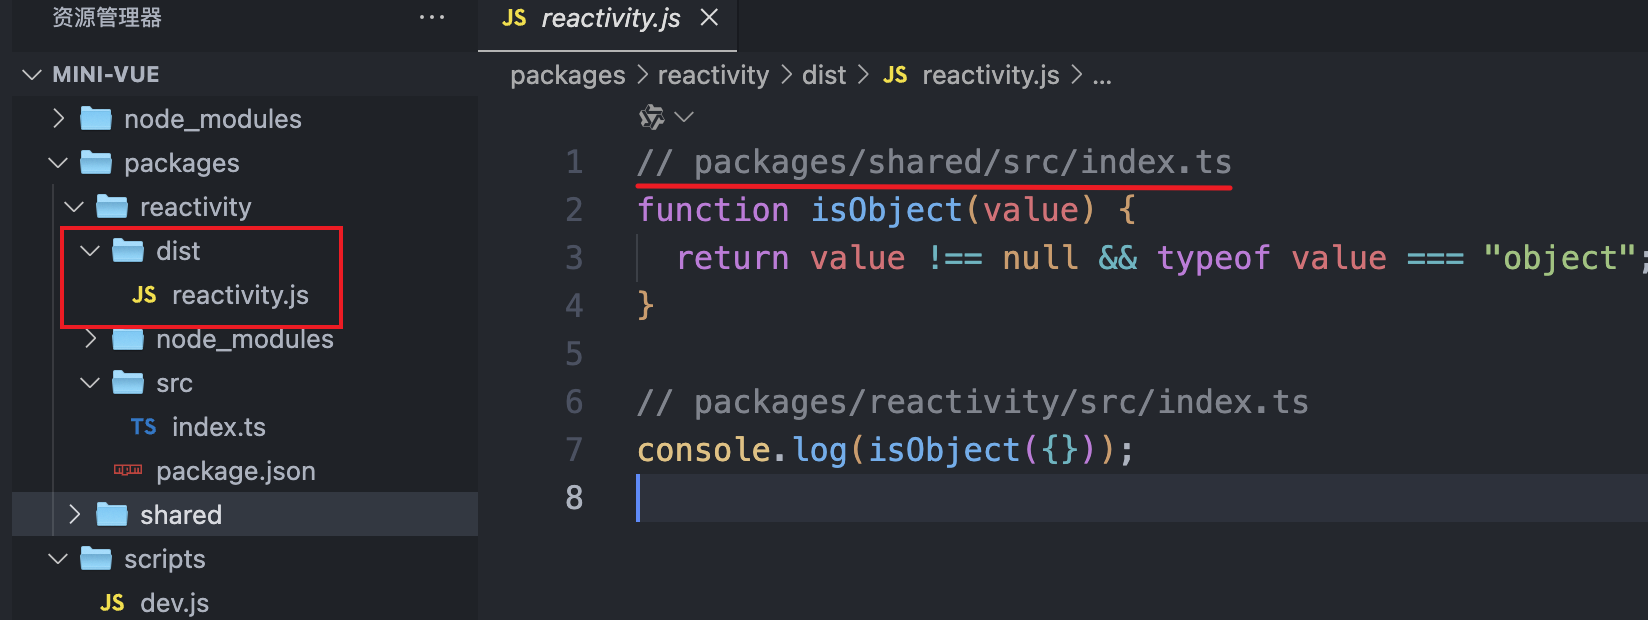 资源管理器 ...
MINI-VUE
node_modules
packages
reactivity
dist
JS reactivity.js
node_modules
src
TS index.ts
npm package.json
shared
scripts
JS dev.js
JS reactivity.js
packages > reactivity > dist > JS reactivity.js > ...
1 // packages/shared/src/index.ts
2 function isObject(value) {
3 return value !== null && typeof value === "object";
4 }
5
6 // packages/reactivity/src/index.ts
7 console.log(isObject({}));
8